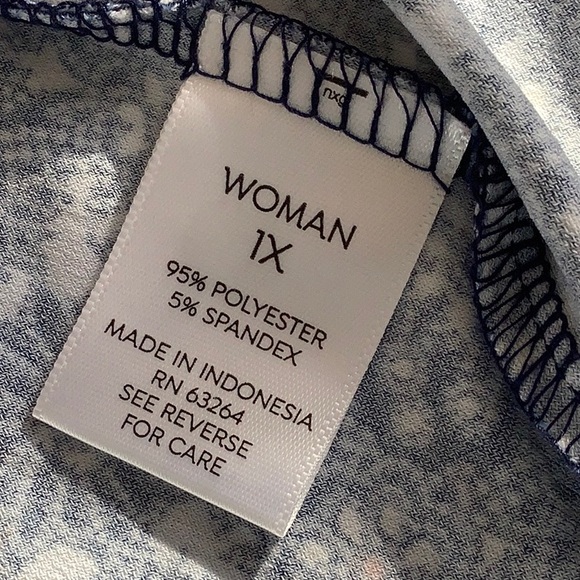 WOMAN
1X
95% POLYESTER
5% SPANDEX
MADE IN INDONESIA
RN 63264
SEE REVERSE
FOR CARE